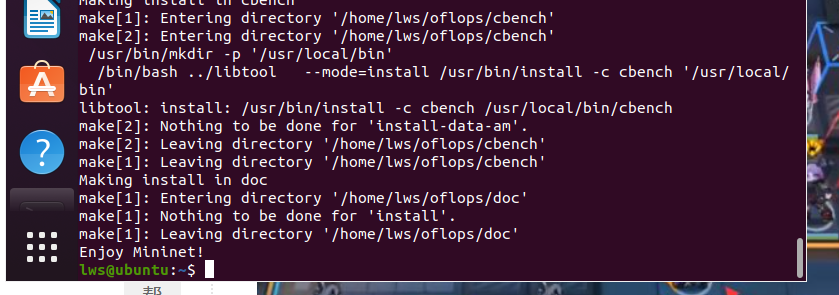 Making install in cbench
make[1]: Entering directory '/home/lws/oflops/cbench'
make[2]: Entering directory '/home/lws/oflops/cbench'
 /usr/bin/mkdir -p '/usr/local/bin'
  /bin/bash ../libtool   --mode=install /usr/bin/install -c cbench '/usr/local/
bin'
libtool: install: /usr/bin/install -c cbench /usr/local/bin/cbench
make[2]: Nothing to be done for 'install-data-am'.
make[2]: Leaving directory '/home/lws/oflops/cbench'
make[1]: Leaving directory '/home/lws/oflops/cbench'
Making install in doc
make[1]: Entering directory '/home/lws/oflops/doc'
make[1]: Nothing to be done for 'install'.
make[1]: Leaving directory '/home/lws/oflops/doc'
Enjoy Mininet!
lws@ubuntu:~$